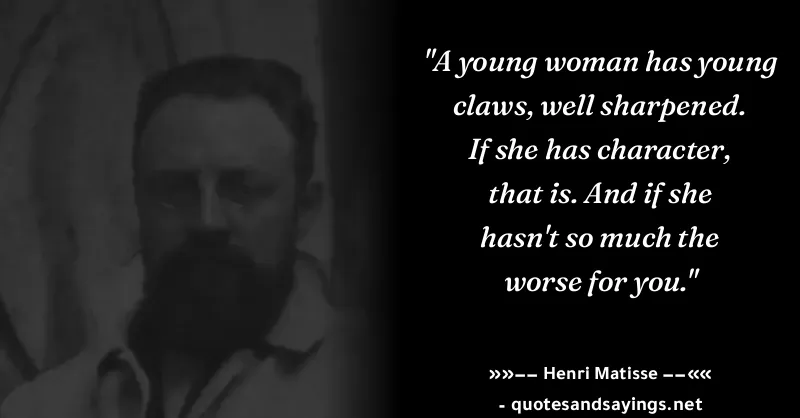 "A young woman has young
claws, well sharpened.
If she has character,
that is. And if she
hasn't so much the
worse for you."
»»−− Henri Matisse −−««
- quotesandsayings.net